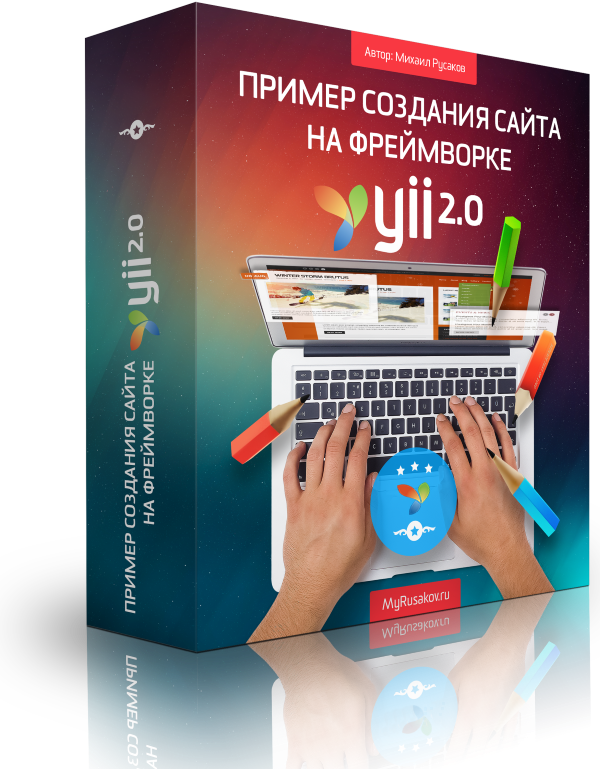 Автор: Михаил Русаков
ПРИМЕР СОЗДАНИЯ САЙТА
НА ФРЕЙМВОРКЕ
yii 2.0
WINTER STORM BRUTUS
MyRusakov.ru
ПРИМЕР СОЗДАНИЯ САЙТА
НА ФРЕЙМВОРКЕ
yii 2.0